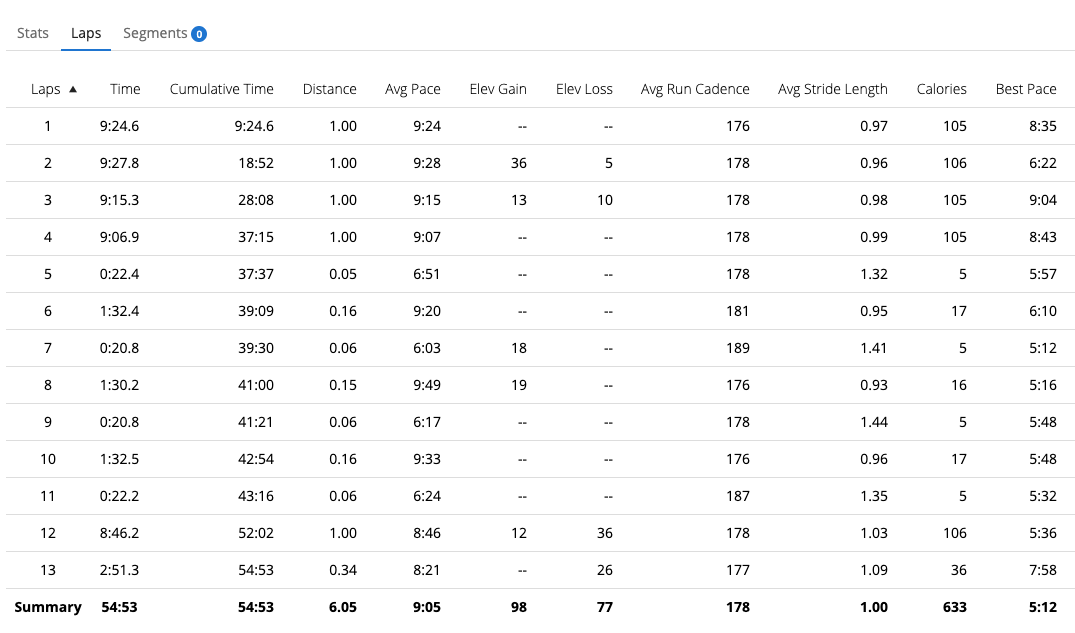 Stats Laps Segments 0
Laps ▲ Time Cumulative Time Distance Avg Pace Elev Gain Elev Loss Avg Run Cadence Avg Stride Length Calories Best Pace
1 9:24.6 9:24.6 1.00 9:24 -- -- 176 0.97 105 8:35
2 9:27.8 18:52 1.00 9:28 36 5 178 0.96 106 6:22
3 9:15.3 28:08 1.00 9:15 13 10 178 0.98 105 9:04
4 9:06.9 37:15 1.00 9:07 -- -- 178 0.99 105 8:43
5 0:22.4 37:37 0.05 6:51 -- -- 178 1.32 5 5:57
6 1:32.4 39:09 0.16 9:20 -- -- 181 0.95 17 6:10
7 0:20.8 39:30 0.06 6:03 18 -- 189 1.41 5 5:12
8 1:30.2 41:00 0.15 9:49 19 -- 176 0.93 16 5:16
9 0:20.8 41:21 0.06 6:17 -- -- 178 1.44 5 5:48
10 1:32.5 42:54 0.16 9:33 -- -- 176 0.96 17 5:48
11 0:22.2 43:16 0.06 6:24 -- -- 187 1.35 5 5:32
12 8:46.2 52:02 1.00 8:46 12 36 178 1.03 106 5:36
13 2:51.3 54:53 0.34 8:21 -- 26 177 1.09 36 7:58
Summary 54:53 54:53 6.05 9:05 98 77 178 1.00 633 5:12